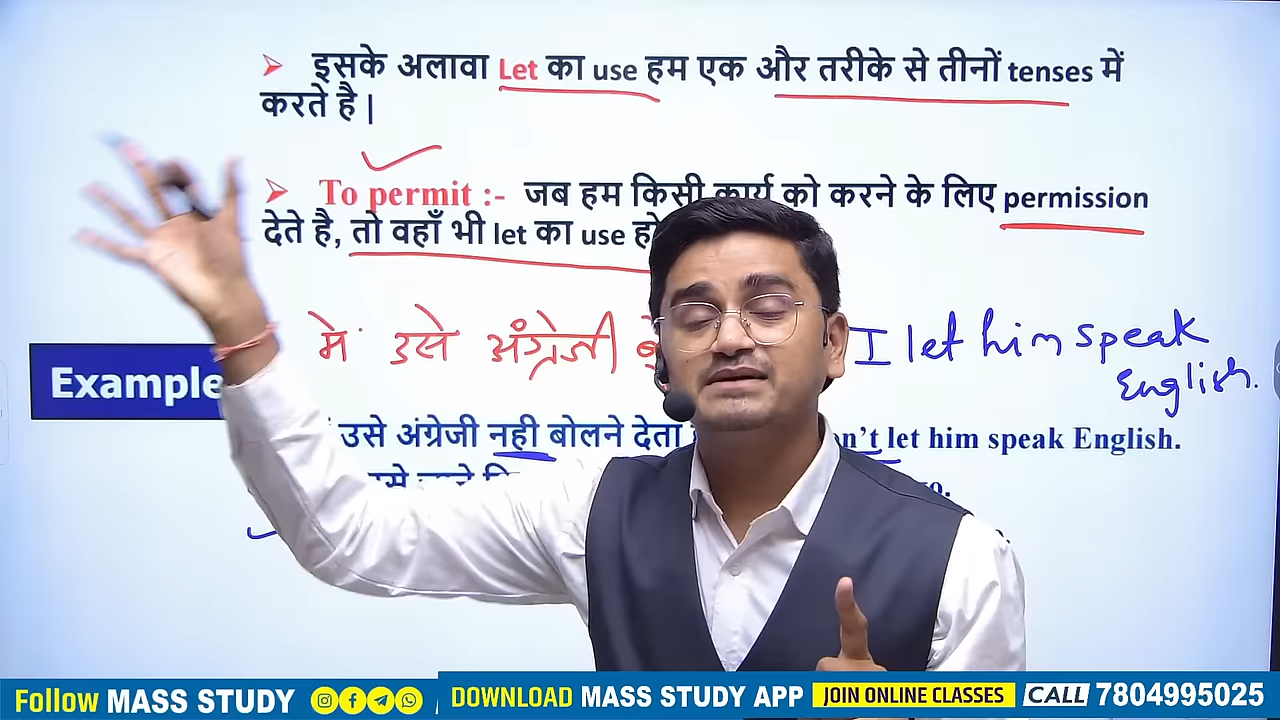 ➢ इसके अलावा Let का use हम एक और तरीके से तीनों tenses में
करते है |
➢ To permit :- जब हम किसी कार्य को करने के लिए permission
देते है, तो वहाँ भी let का use
में उसे अंग्रेजी
I let him speak
English.
Example
उसे अंग्रेजी नही बोलने देता
let him speak English.
Follow MASS STUDY
DOWNLOAD MASS STUDY APP JOIN ONLINE CLASSES CALL 7804995025